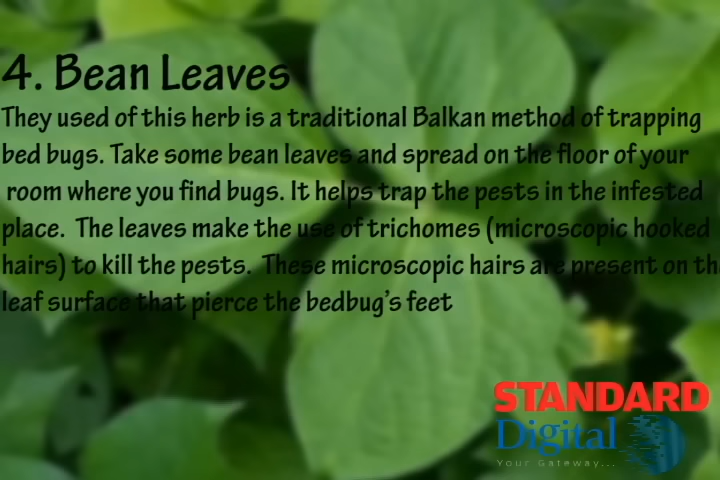 4. Bean Leaves
They used of this herb is a traditional Balkan method of trapping
bed bugs. Take some bean leaves and spread on the floor of your
room where you find bugs. It helps trap the pests in the infested
place. The leaves make the use of trichomes (microscopic hooked
hairs) to kill the pests. These microscopic hairs are present on th
leaf surface that pierce the bedbug's feet
STANDARD
Digital
Your Gateway...